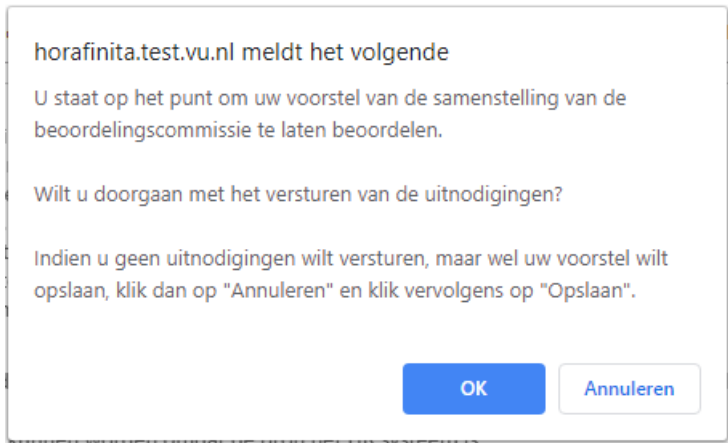 horafinita.test.vu.nl meldt het volgende
U staat op het punt om uw voorstel van de samenstelling van de
beoordelingscommissie te laten beoordelen.
Wilt u doorgaan met het versturen van de uitnodigingen?
Indien u geen uitnodigingen wilt versturen, maar wel uw voorstel wilt
opslaan, klik dan op "Annuleren" en klik vervolgens op "Opslaan".
OK Annuleren